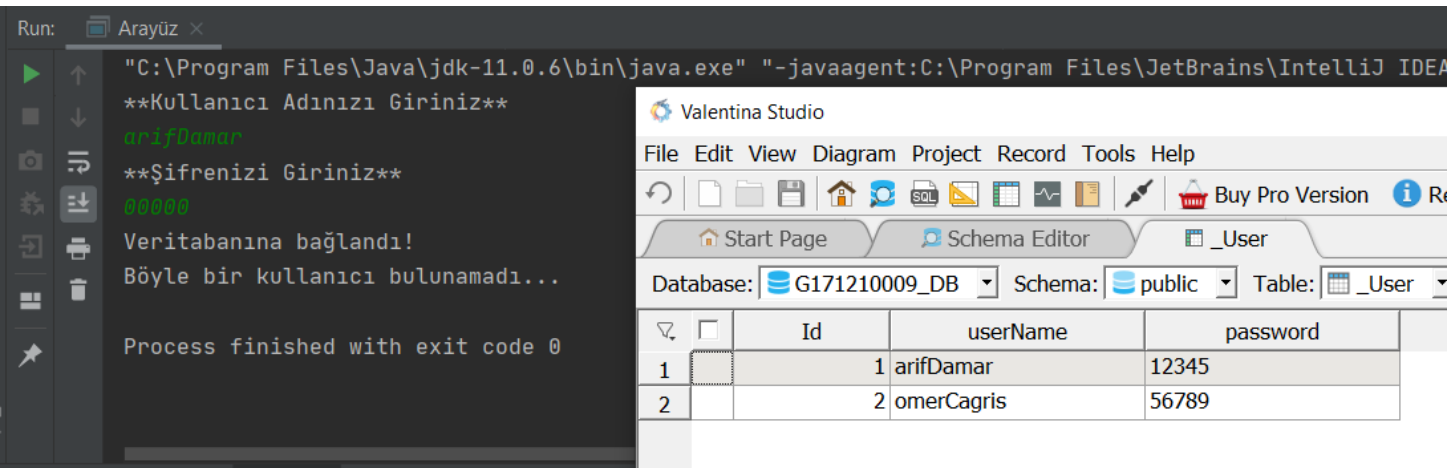 Run: Arayüz
"C:\Program Files\Java\jdk-11.0.6\bin\java.exe" "-javaagent:C:\Program Files\JetBrains\IntelliJ IDEA
**Kullanıcı Adınızı Giriniz**
arifDamar
**Şifrenizi Giriniz**
00000
Veritabanına bağlandı!
Böyle bir kullanıcı bulunamadı...
Process finished with exit code 0
Valentina Studio
File Edit View Diagram Project Record Tools Help
SQL Buy Pro Version Re
Start Page Schema Editor _User
Database: G171210009_DB Schema: public Table: _User
Id userName password
1 1 arifDamar 12345
2 2 omerCagris 56789